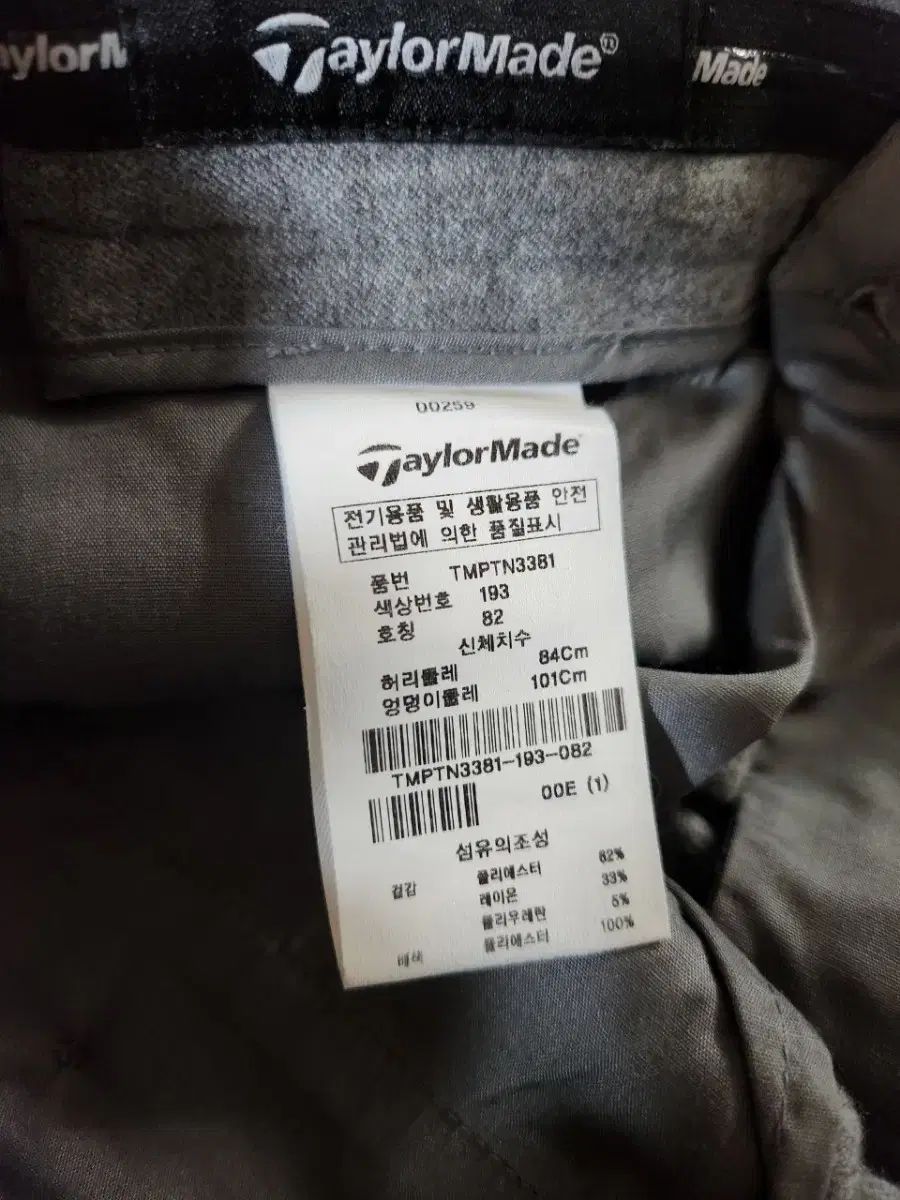 aylorM
TaylorMade®
Made
D0259
TaylorMade
전기용품 및 생활용품 안전
관리법에 의한 품질표시
품번 TMPTN3381
색상번호 193
호칭 82
신체치수
허리둘레 84Cm
엉덩이둘레 101Cm
TMPTN3381-193-082
00E (1)
섬유의조성
겉감 폴리에스터 62%
레이온 33%
폴리우레탄 5%
배색 폴리에스터 100%